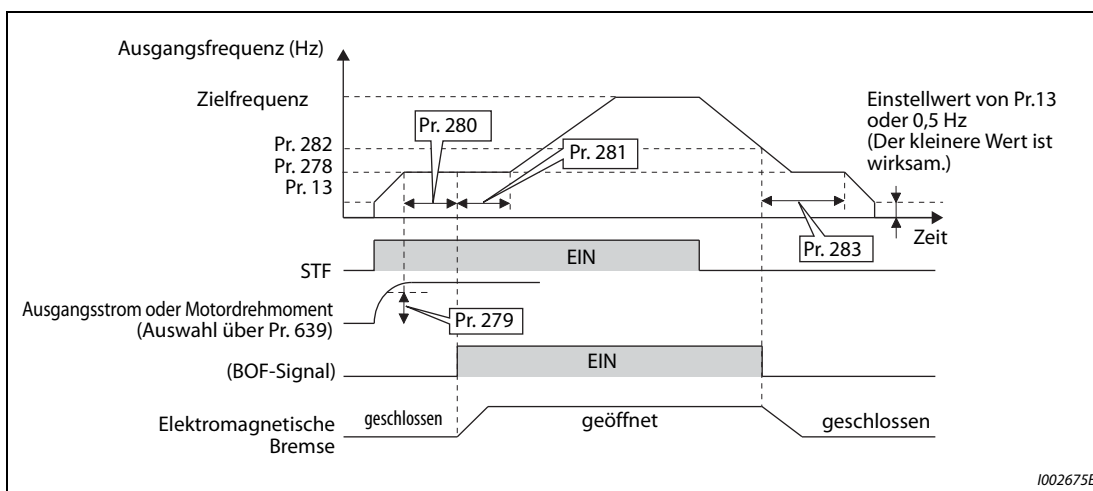 Ausgangsfrequenz (Hz)
Zielfrequenz
Pr. 280
Pr. 282
Pr. 281
Pr. 278
Pr. 13
Einstellwert von Pr.13
oder 0,5 Hz
(Der kleinere Wert ist
wirksam.)
Zeit
Pr. 283
STF
EIN
Ausgangsstrom oder Motordrehmoment
(Auswahl über Pr. 639)
Pr. 279
(BOF-Signal)
EIN
Elektromagnetische
Bremse
geschlossen
geöffnet
geschlossen
I002675E